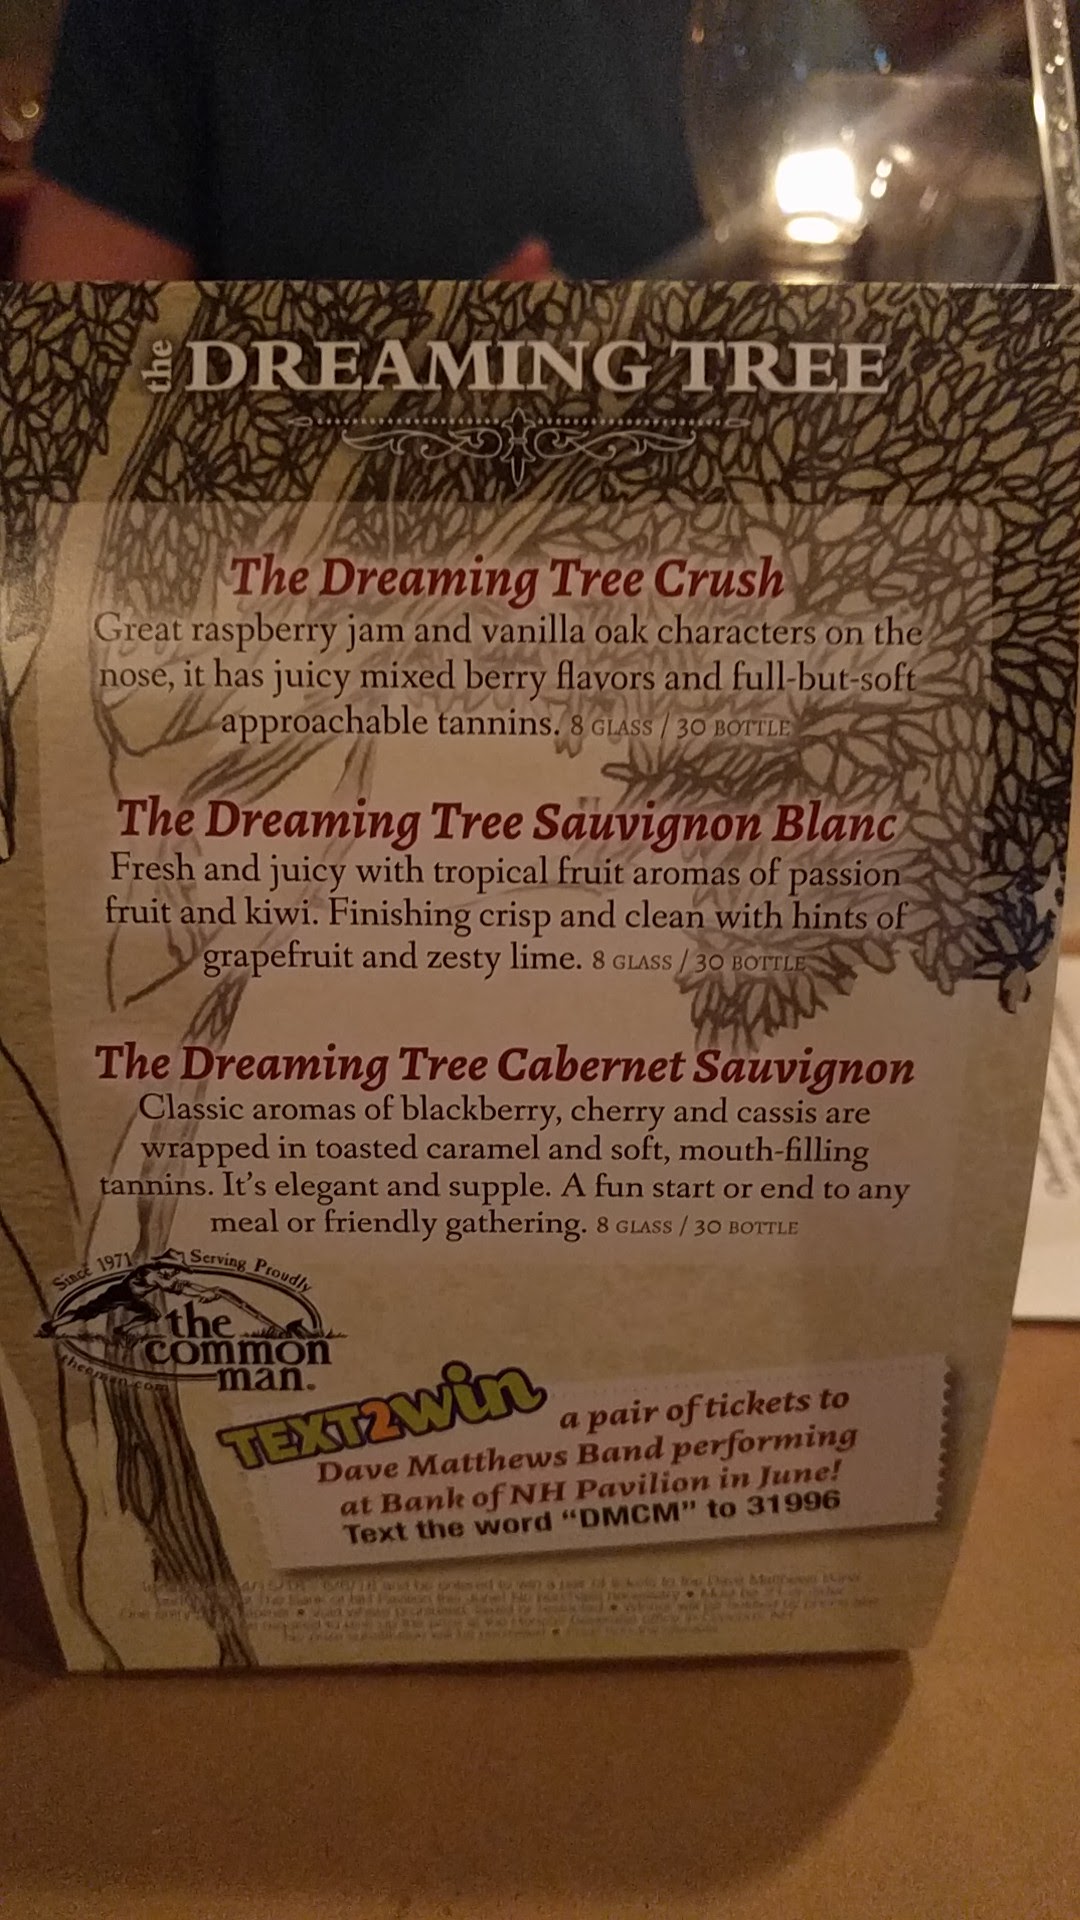 the DREAMING TREE
The Dreaming Tree Crush
Great raspberry jam and vanilla oak characters on the
nose, it has juicy mixed berry flavors and full-but-soft
approachable tannins. 8 GLASS / 30 BOTTLE
The Dreaming Tree Sauvignon Blanc
Fresh and juicy with tropical fruit aromas of passion
fruit and kiwi. Finishing crisp and clean with hints of
grapefruit and zesty lime. 8 GLASS / 30 BOTTLE
The Dreaming Tree Cabernet Sauvignon
Classic aromas of blackberry, cherry and cassis are
wrapped in toasted caramel and soft, mouth-filling
tannins. It's elegant and supple. A fun start or end to any
meal or friendly gathering. 8 GLASS / 30 BOTTLE
Since 1971 Serving Proudly
the
common
man.
thecman.com
TEXT2win a pair of tickets to
Dave Matthews Band performing
at Bank of NH Pavilion in June!
Text the word "DMCM" to 31996